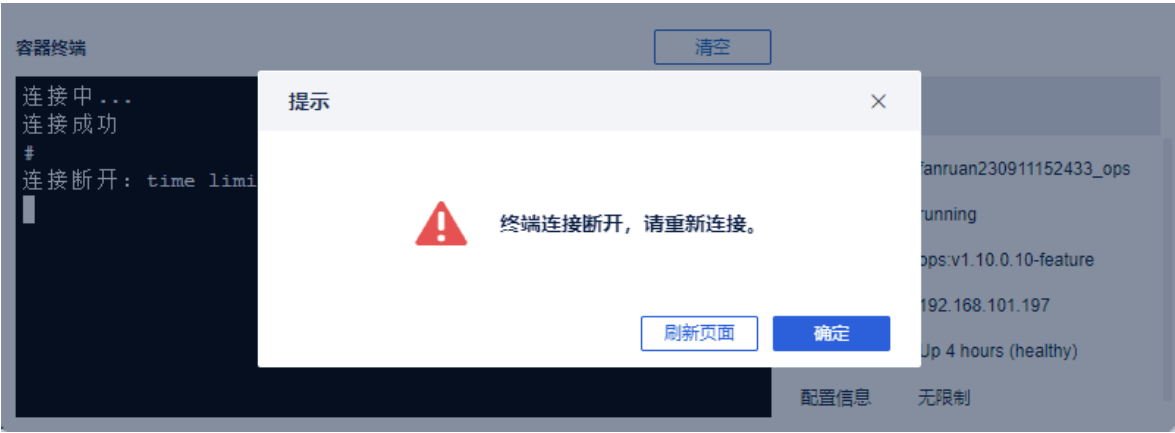 容器终端
清空
连接中...
连接成功
#
连接断开: time limi
提示
终端连接断开，请重新连接。
刷新页面
确定
fanruan230911152433_ops
running
ops:v1.10.0.10-feature
192.168.101.197
Up 4 hours (healthy)
配置信息 无限制